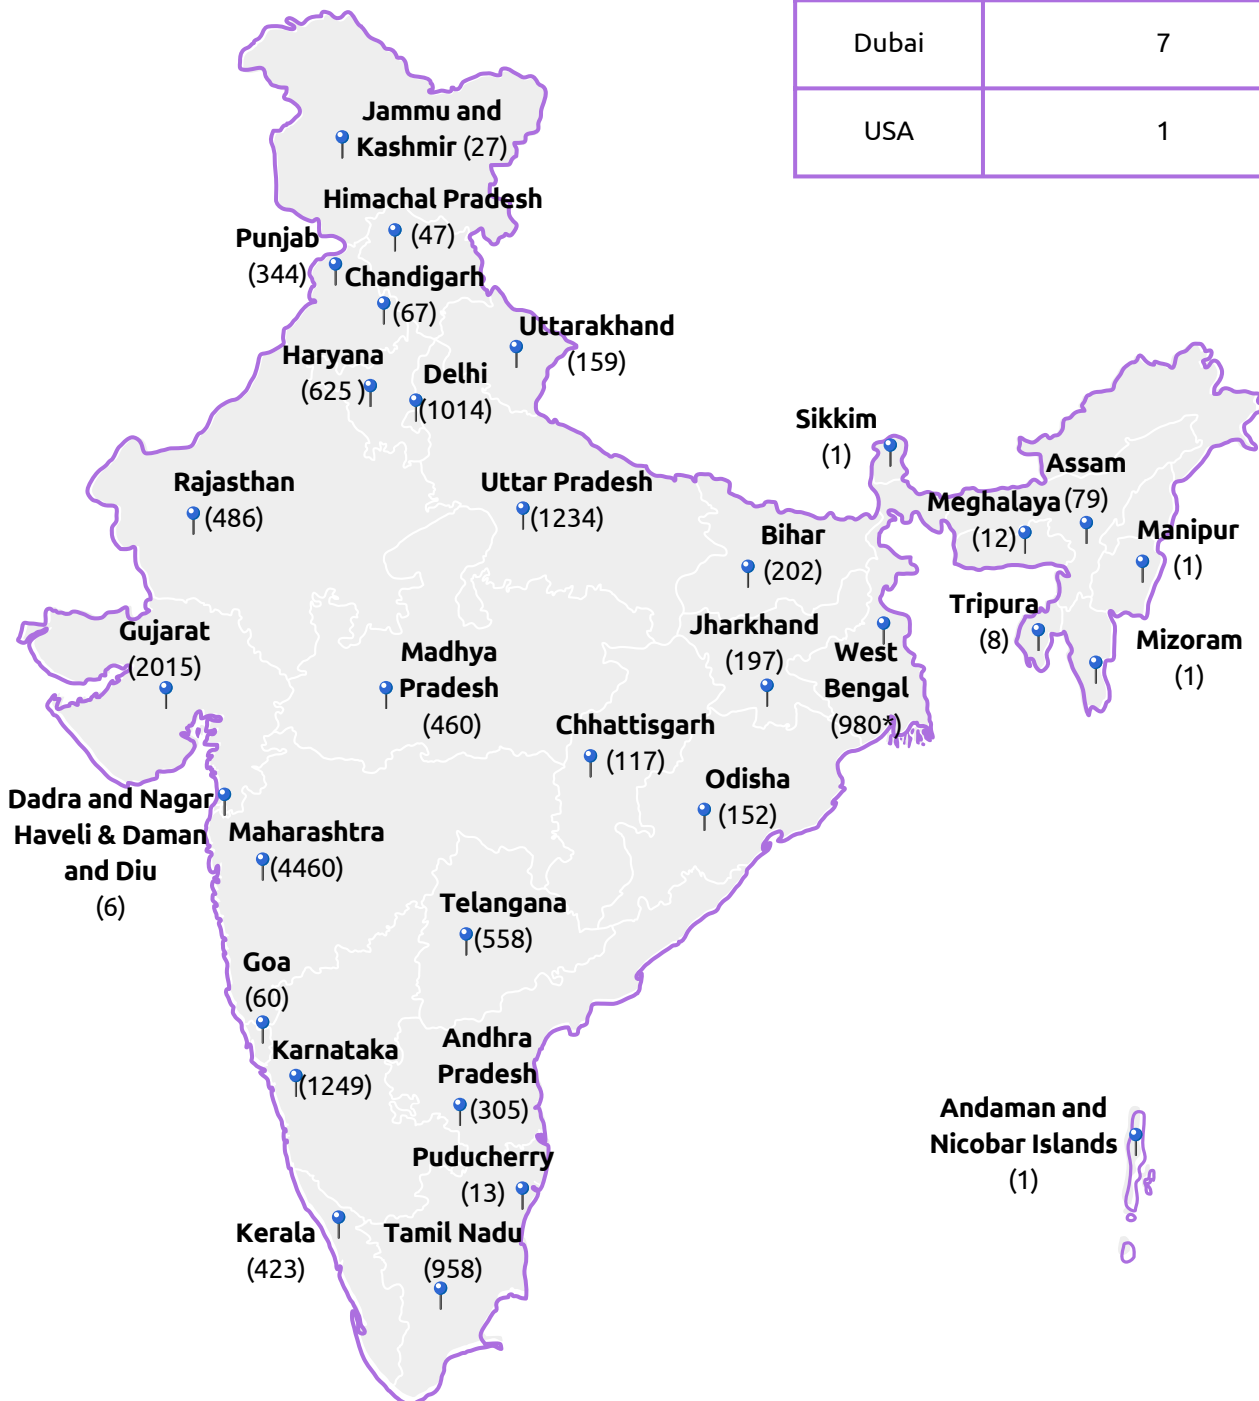 Dubai 7
USA 1
Jammu and
Kashmir (27)
Himachal Pradesh
(47)
Punjab
(344)
Chandigarh
(67)
Uttarakhand
(159)
Haryana
(625 )
Delhi
(1014)
Sikkim
(1)
Assam
(79)
Meghalaya
(12)
Manipur
(1)
Rajasthan
(486)
Uttar Pradesh
(1234)
Bihar
(202)
Tripura
(8)
Mizoram
(1)
Gujarat
(2015)
Madhya
Pradesh
(460)
Jharkhand
(197)
West
Bengal
(980*)
Chhattisgarh
(117)
Odisha
(152)
Dadra and Nagar
Haveli & Daman
and Diu
(6)
Maharashtra
(4460)
Telangana
(558)
Goa
(60)
Karnataka
(1249)
Andhra
Pradesh
(305)
Andaman and
Nicobar Islands
(1)
Puducherry
(13)
Kerala
(423)
Tamil Nadu
(958)